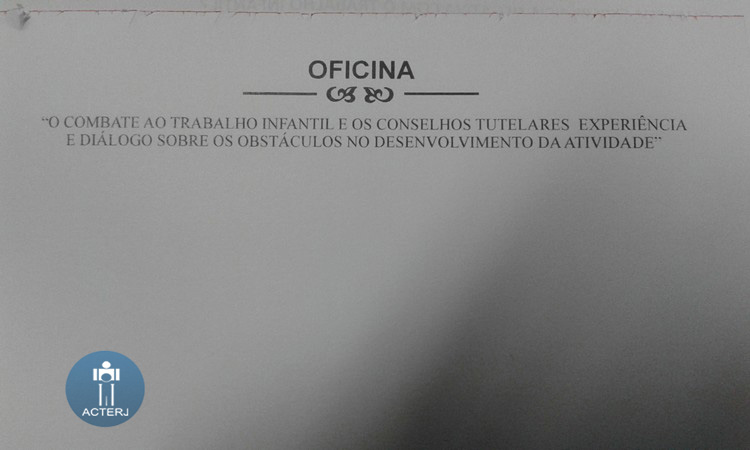 OFICINA
“O COMBATE AO TRABALHO INFANTIL E OS CONSELHOS TUTELARES EXPERIÊNCIA
E DIÁLOGO SOBRE OS OBSTÁCULOS NO DESENVOLVIMENTO DA ATIVIDADE”
ACTERJ